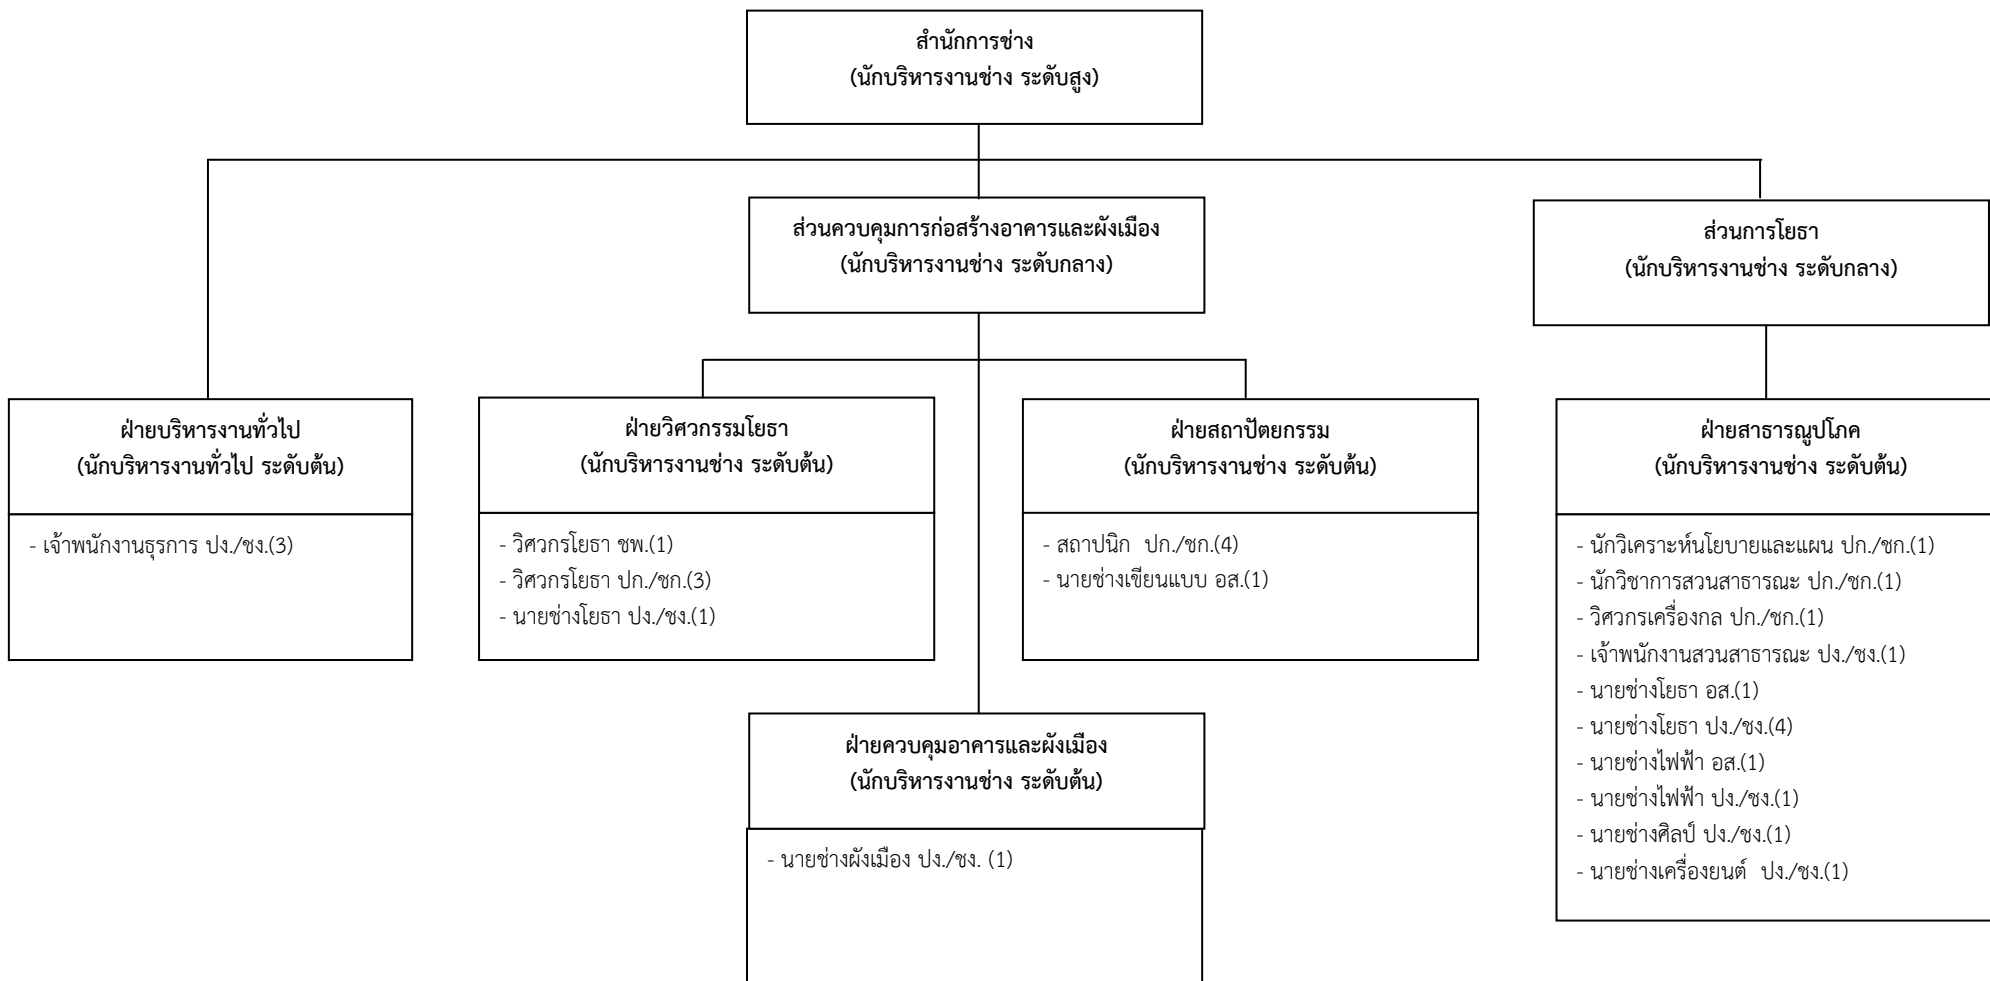 สำนักการช่าง
(นักบริหารงานช่าง ระดับสูง)
ส่วนควบคุมการก่อสร้างอาคารและผังเมือง
(นักบริหารงานช่าง ระดับกลาง)
ส่วนการโยธา
(นักบริหารงานช่าง ระดับกลาง)
ฝ่ายบริหารงานทั่วไป
(นักบริหารงานทั่วไป ระดับต้น)
- เจ้าพนักงานธุรการ ปง./ชง.(3)
ฝ่ายวิศวกรรมโยธา
(นักบริหารงานช่าง ระดับต้น)
- วิศวกรโยธา ชพ.(1)
- วิศวกรโยธา ปก./ชก.(3)
- นายช่างโยธา ปง./ชง.(1)
ฝ่ายสถาปัตยกรรม
(นักบริหารงานช่าง ระดับต้น)
- สถาปนิก ปก./ชก.(4)
- นายช่างเขียนแบบ อส.(1)
ฝ่ายสาธารณูปโภค
(นักบริหารงานช่าง ระดับต้น)
- นักวิเคราะห์นโยบายและแผน ปก./ชก.(1)
- นักวิชาการสวนสาธารณะ ปก./ชก.(1)
- วิศวกรเครื่องกล ปก./ชก.(1)
- เจ้าพนักงานสวนสาธารณะ ปง./ชง.(1)
- นายช่างโยธา อส.(1)
- นายช่างโยธา ปง./ชง.(4)
- นายช่างไฟฟ้า อส.(1)
- นายช่างไฟฟ้า ปง./ชง.(1)
- นายช่างศิลป์ ปง./ชง.(1)
- นายช่างเครื่องยนต์ ปง./ชง.(1)
ฝ่ายควบคุมอาคารและผังเมือง
(นักบริหารงานช่าง ระดับต้น)
- นายช่างผังเมือง ปง./ชง. (1)